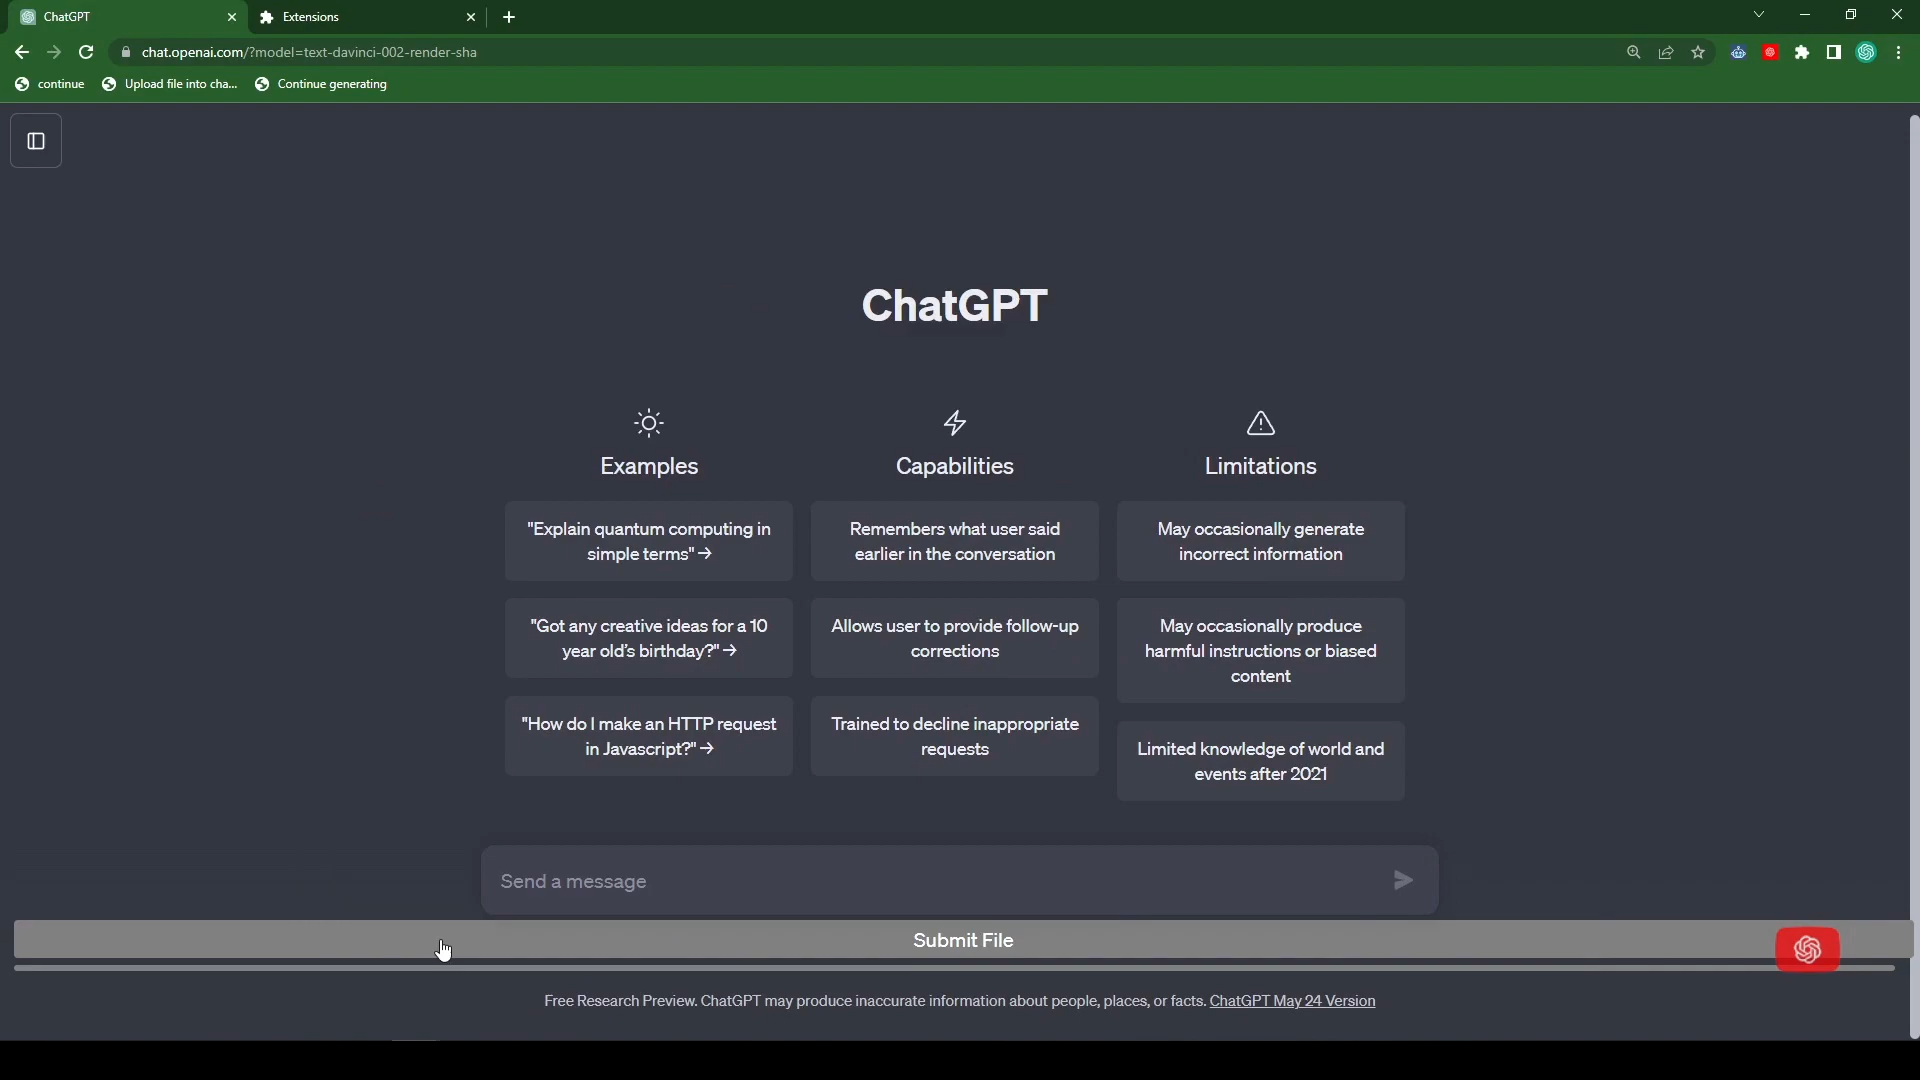 ChatGPT
Extensions
chat.openai.com/?model=text-davinci-002-render-sha
continue
Upload file into cha...
Continue generating
ChatGPT
Examples
Capabilities
Limitations
"Explain quantum computing in
simple terms" →
Remembers what user said
earlier in the conversation
May occasionally generate
incorrect information
"Got any creative ideas for a 10
year old's birthday?" →
Allows user to provide follow-up
corrections
May occasionally produce
harmful instructions or biased
content
"How do I make an HTTP request
in Javascript?" →
Trained to decline inappropriate
requests
Limited knowledge of world and
events after 2021
Send a message
Submit File
Free Research Preview. ChatGPT may produce inaccurate information about people, places, or facts. ChatGPT May 24 Version